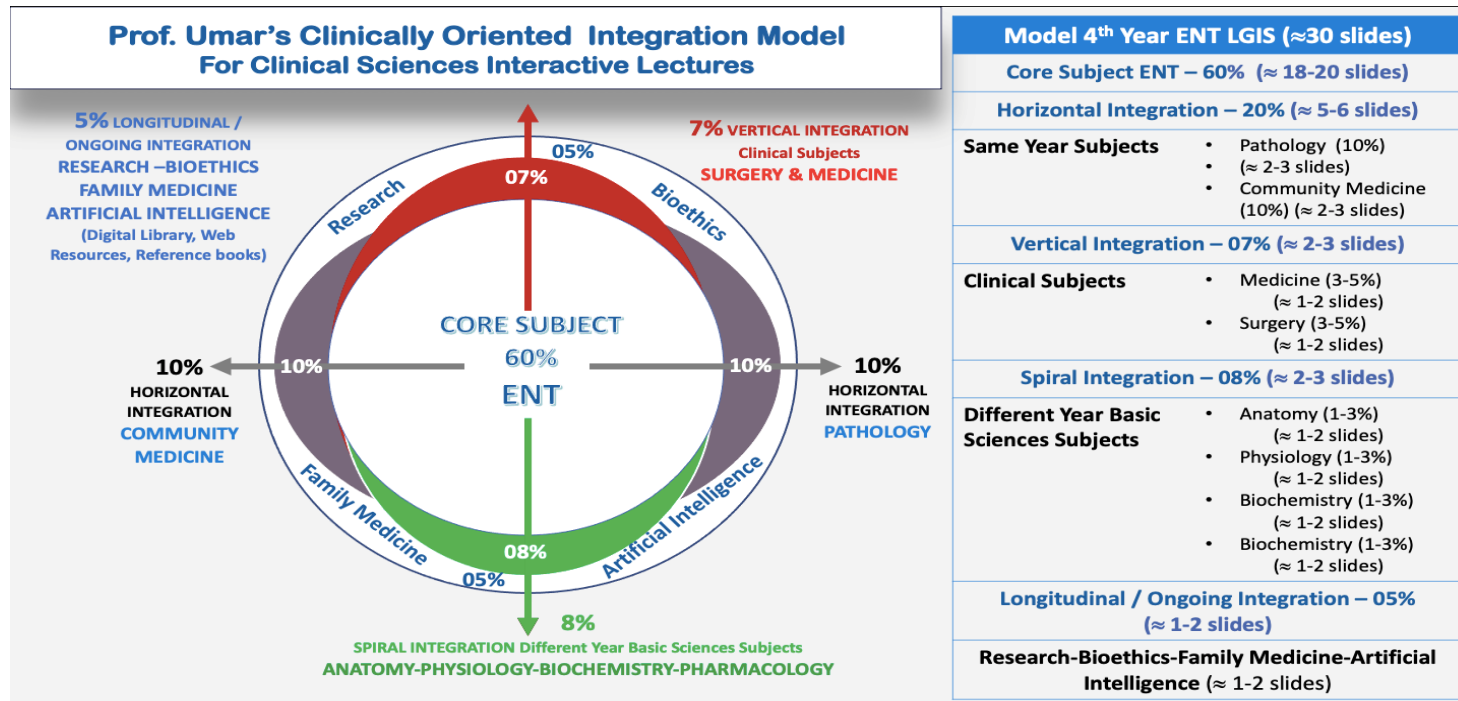 Prof. Umar's Clinically Oriented Integration Model
For Clinical Sciences Interactive Lectures
5% LONGITUDINAL /
ONGOING INTEGRATION
RESEARCH –BIOETHICS
FAMILY MEDICINE
ARTIFICIAL INTELLIGENCE
(Digital Library, Web
Resources, Reference books)
7% VERTICAL INTEGRATION
Clinical Subjects
SURGERY & MEDICINE
05%
07%
Research
Bioethics
CORE SUBJECT
60%
ENT
10%
HORIZONTAL
INTEGRATION
COMMUNITY
MEDICINE
10%
10%
10%
HORIZONTAL
INTEGRATION
PATHOLOGY
Family Medicine
Artificial Intelligence
08%
05%
8%
SPIRAL INTEGRATION Different Year Basic Sciences Subjects
ANATOMY-PHYSIOLOGY-BIOCHEMISTRY-PHARMACOLOGY
Model 4th Year ENT LGIS (≈30 slides)
Core Subject ENT – 60% (≈ 18-20 slides)
Horizontal Integration – 20% (≈ 5-6 slides)
Same Year Subjects
• Pathology (10%)
• (≈ 2-3 slides)
• Community Medicine
(10%) (≈ 2-3 slides)
Vertical Integration – 07% (≈ 2-3 slides)
Clinical Subjects
• Medicine (3-5%)
(≈ 1-2 slides)
• Surgery (3-5%)
(≈ 1-2 slides)
Spiral Integration – 08% (≈ 2-3 slides)
Different Year Basic
Sciences Subjects
• Anatomy (1-3%)
(≈ 1-2 slides)
• Physiology (1-3%)
(≈ 1-2 slides)
• Biochemistry (1-3%)
(≈ 1-2 slides)
• Biochemistry (1-3%)
(≈ 1-2 slides)
Longitudinal / Ongoing Integration – 05%
(≈ 1-2 slides)
Research-Bioethics-Family Medicine-Artificial
Intelligence (≈ 1-2 slides)